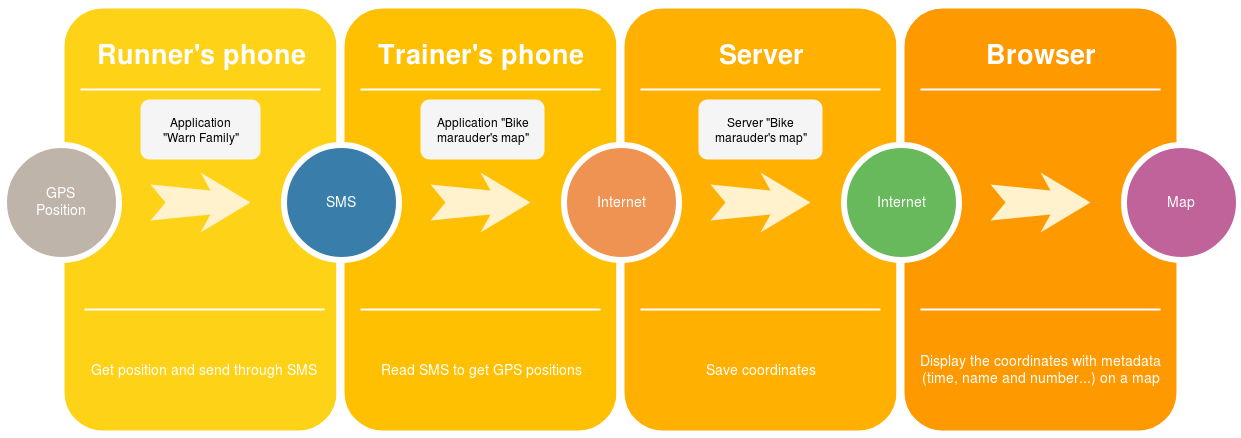 Runner's phone
Trainer's phone
Server
Browser
Application
"Warn Family"
Application "Bike
marauder's map"
Server "Bike
marauder's map"
GPS
Position
SMS
Internet
Internet
Map
Get position and send through SMS
Read SMS to get GPS positions
Save coordinates
Display the coordinates with metadata
(time, name and number...) on a map